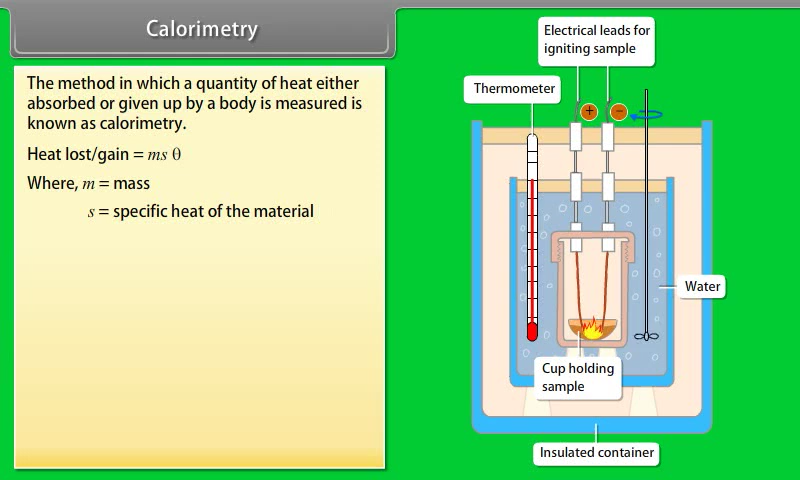 Calorimetry
The method in which a quantity of heat either
absorbed or given up by a body is measured is
known as calorimetry.
Heat lost/gain = ms θ
Where, m = mass
s = specific heat of the material
Electrical leads for
igniting sample
Thermometer
+
−
Water
Cup holding
sample
Insulated container